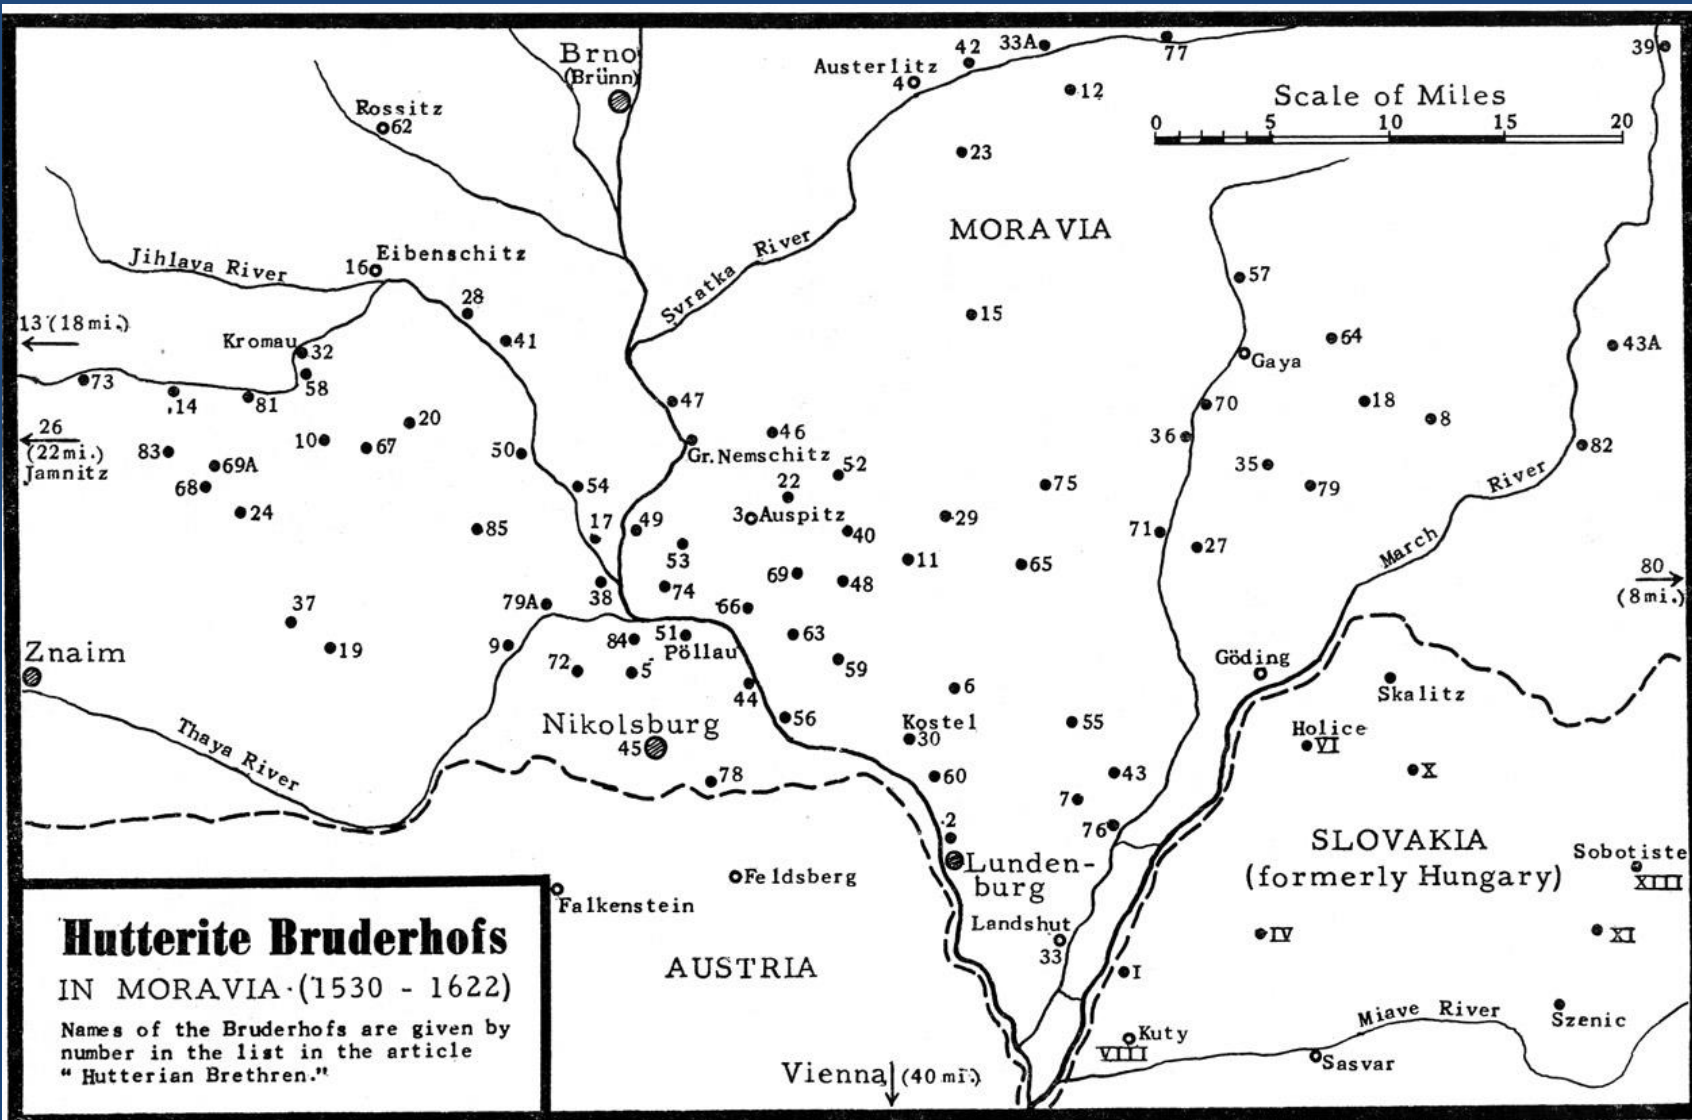 Brno
(Brünn)
42
33A
77
39
Austerlitz
4
12
Scale of Miles
0 5 10 15 20
Rossitz
62
23
MORAVIA
Jihlava River
16
Eibenschitz
Svratka River
57
28
15
13 (18 mi.)
Kromau
32
41
64
43A
Gaya
73
58
14
81
47
70
18
8
20
26
(22 mi.)
Jamnitz
10
67
46
36
83
69A
50
Gr. Nemschitz
52
35
82
68
54
22
75
79
River
24
3
Auspitz
29
17
49
85
40
71
27
March
53
11
65
69
48
80
(8 mi.)
38
74
79A
66
37
84
51
63
Znaim
19
9
Pöllau
59
Göding
72
5
44
6
Skalitz
Thaya River
Nikolsburg
45
56
Kostel
30
55
Holice
VI
78
60
43
X
7
2
76
SLOVAKIA
(formerly Hungary)
Sobotiste
XIII
Lunden-
burg
Feldsberg
Falkenstein
Landshut
33
IV
XI
AUSTRIA
I
Szenic
Miave River
Kuty
VIII
Sasvar
Vienna (40 mi.)
Hutterite Bruderhofs
IN MORAVIA · (1530 - 1622)
Names of the Bruderhofs are given by
number in the list in the article
“Hutterian Brethren.”